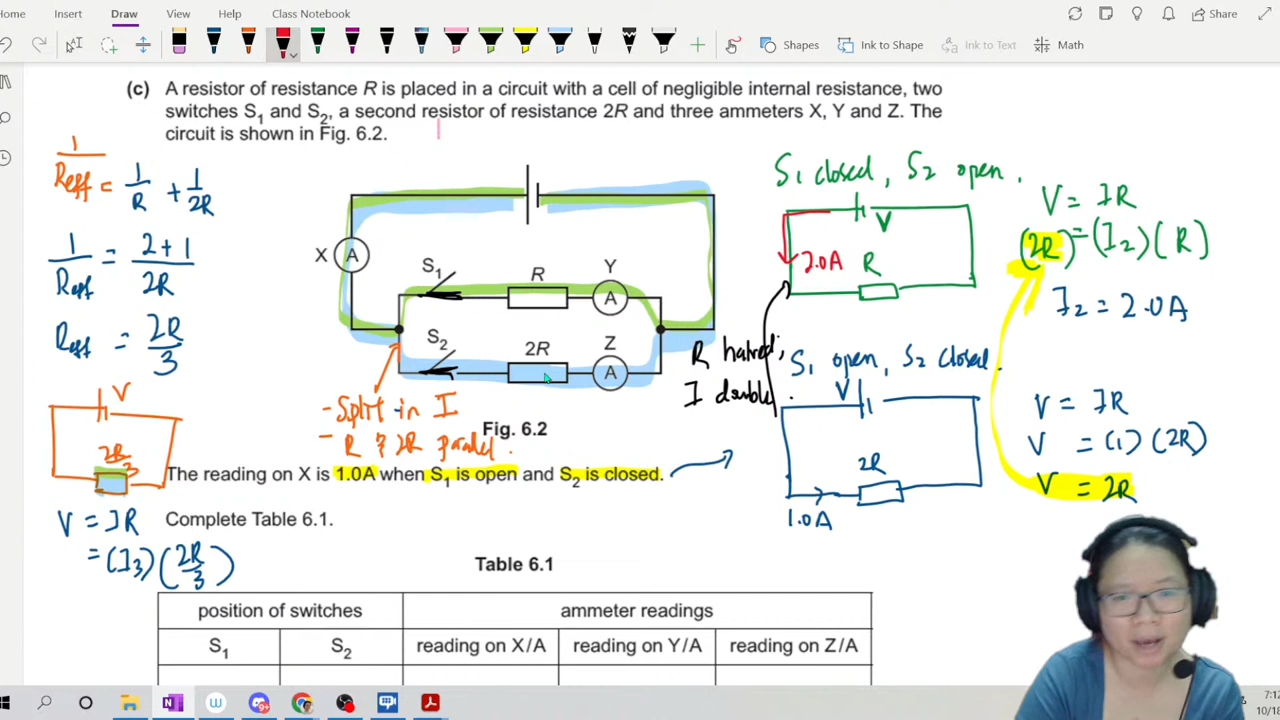 File Home Insert Draw View Help Class Notebook
Share
Shapes Ink to Shape Ink to Text Math
(c) A resistor of resistance R is placed in a circuit with a cell of negligible internal resistance, two
switches S1 and S2, a second resistor of resistance 2R and three ammeters X, Y and Z. The
circuit is shown in Fig. 6.2.
1/Reff = 1/R + 1/2R
1/Reff = 2+1/2R
Reff = 2R/3
V
2R/3
V = IR
= (I3)(2R/3)
X A
S1 R Y A
S2 2R Z A
- Split in I
- R & 2R parallel.
Fig. 6.2
S1 closed, S2 open.
V
2.0A R
V = IR
(2R) = (I2)(R)
I2 = 2.0A
R halved;
I doubled.
S1 open, S2 closed.
V
2R
1.0A
V = IR
V = (1)(2R)
V = 2R
The reading on X is 1.0A when S1 is open and S2 is closed.
Complete Table 6.1.
Table 6.1
position of switches ammeter readings
S1 S2 reading on X/A reading on Y/A reading on Z/A